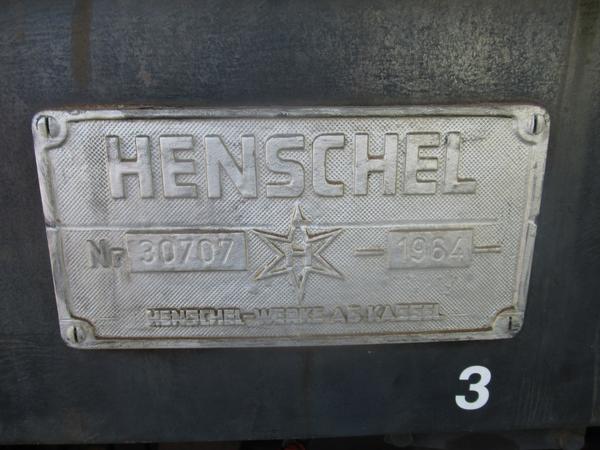 HENSCHEL
Nr 30707 H 1964
HENSCHEL-WERKE-AG-KASSEL
3